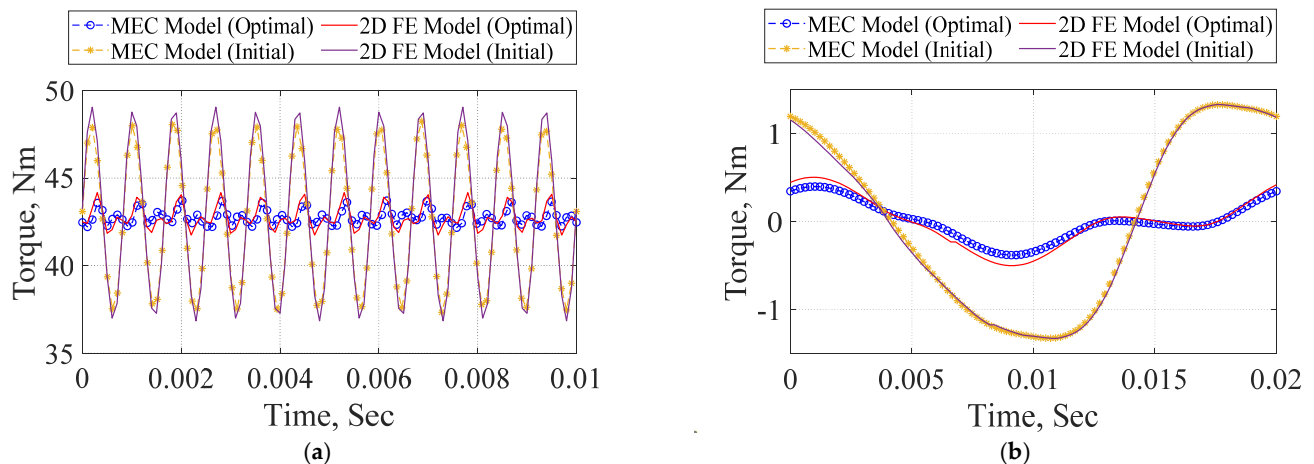 MEC Model (Optimal) 2D FE Model (Optimal)
MEC Model (Initial) 2D FE Model (Initial)
50
45
40
35
Torque, Nm
0 0.002 0.004 0.006 0.008 0.01
Time, Sec
(a)
MEC Model (Optimal) 2D FE Model (Optimal)
MEC Model (Initial) 2D FE Model (Initial)
1
0
-1
Torque, Nm
0 0.005 0.01 0.015 0.02
Time, Sec
(b)